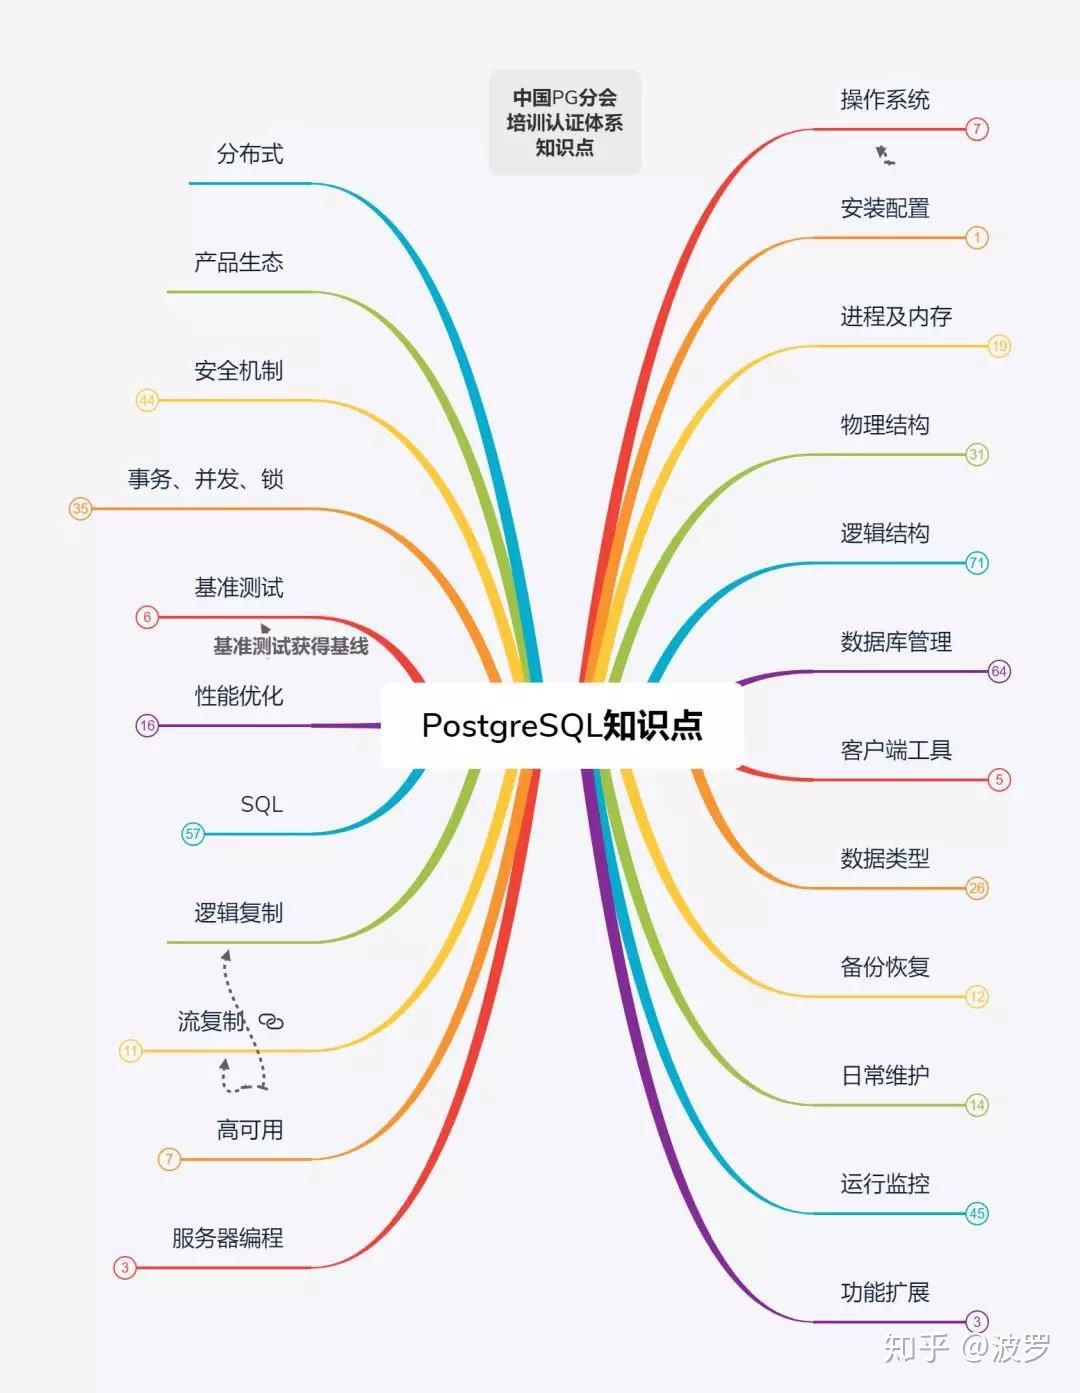 中国PG分会
培训认证体系
知识点
操作系统
7
安装配置
1
进程及内存
19
物理结构
31
逻辑结构
71
数据库管理
64
客户端工具
5
数据类型
26
备份恢复
12
日常维护
14
运行监控
45
功能扩展
3
PostgreSQL知识点
分布式
产品生态
安全机制
44
事务、并发、锁
35
基准测试
6
基准测试获得基线
性能优化
16
SQL
57
逻辑复制
流复制
11
高可用
7
服务器编程
3
知乎 @波罗